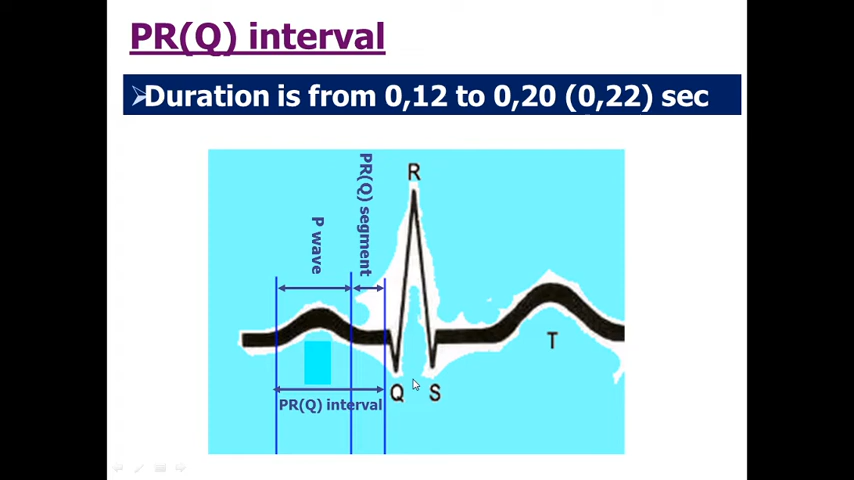 PR(Q) interval
➢Duration is from 0,12 to 0,20 (0,22) sec
R
PR(Q) segment
P wave
T
Q
S
PR(Q) interval